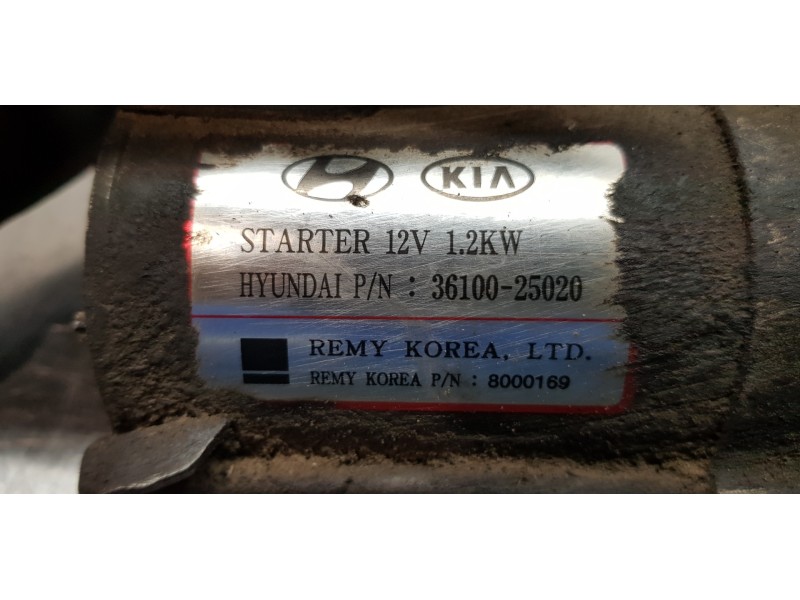 KIA
STARTER 12V 1.2KW
HYUNDAI P/N : 36100-25020
REMY KOREA, LTD.
REMY KOREA P/N : 8000169